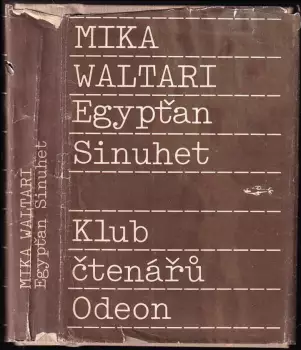 MIKA
WALTARI
Egypťan
Sinuhet
Klub
čtenářů
Odeon
MIKA WALTARI
Egypťan Sinuhet